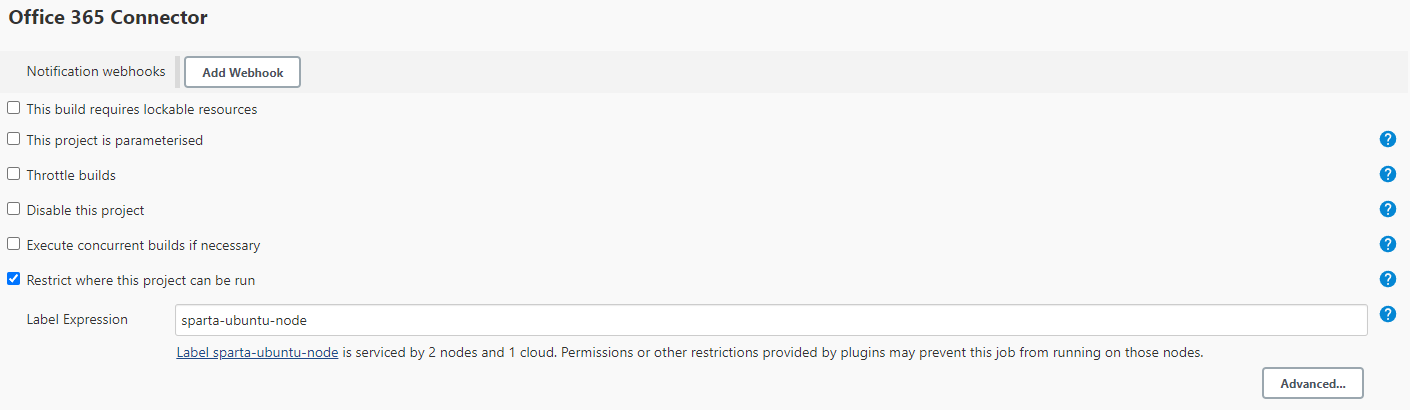 Office 365 Connector
Notification webhooks Add Webhook
This build requires lockable resources
This project is parameterised ?
Throttle builds ?
Disable this project ?
Execute concurrent builds if necessary ?
Restrict where this project can be run ?
Label Expression sparta-ubuntu-node ?
Label sparta-ubuntu-node is serviced by 2 nodes and 1 cloud. Permissions or other restrictions provided by plugins may prevent this job from running on those nodes.
Advanced...